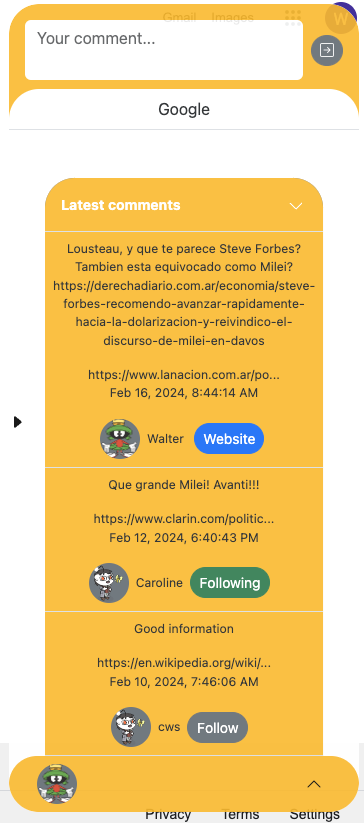 Gmail Images
W
Your comment...
Google
Latest comments
Lousteau, y que te parece Steve Forbes?
Tambien esta equivocado como Milei?
https://derechadiario.com.ar/economia/steve-
forbes-recomendo-avanzar-rapidamente-
hacia-la-dolarizacion-y-reivindico-el-
discurso-de-milei-en-davos
https://www.lanacion.com.ar/po...
Feb 16, 2024, 8:44:14 AM
Walter Website
Que grande Milei! Avanti!!!
https://www.clarin.com/politic...
Feb 12, 2024, 6:40:43 PM
Caroline Following
Good information
https://en.wikipedia.org/wiki/...
Feb 10, 2024, 7:46:06 AM
cws Follow
Privacy Terms Settings